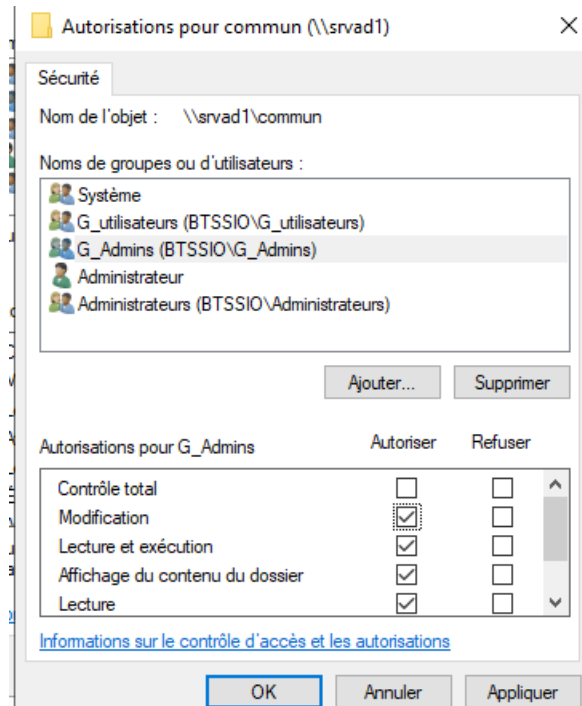 Autorisations pour commun (\\srvad1)
Sécurité
Nom de l'objet : \\srvad1\commun
Noms de groupes ou d'utilisateurs :
Système
G_utilisateurs (BTSSIO\G_utilisateurs)
G_Admins (BTSSIO\G_Admins)
Administrateur
Administrateurs (BTSSIO\Administrateurs)
Ajouter... Supprimer
Autorisations pour G_Admins Autoriser Refuser
Contrôle total
Modification
Lecture et exécution
Affichage du contenu du dossier
Lecture
Informations sur le contrôle d'accès et les autorisations
OK Annuler Appliquer